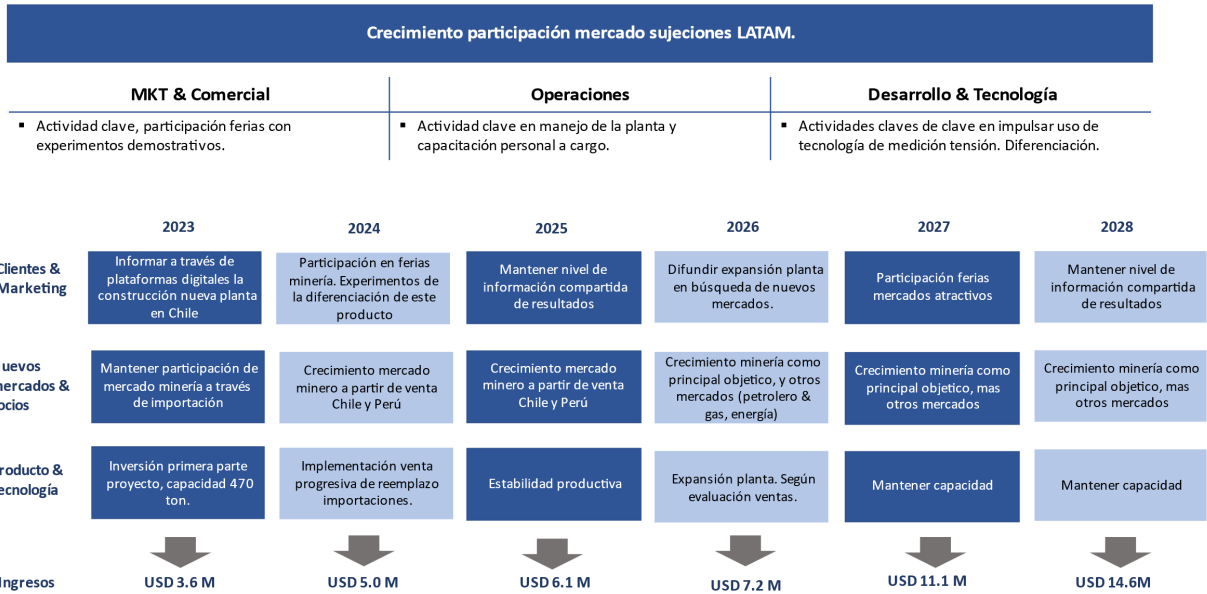 Crecimiento participación mercado sujeciones LATAM.
MKT & Comercial
Operaciones
Desarrollo & Tecnología
▪ Actividad clave, participación ferias con
experimentos demostrativos.
▪ Actividad clave en manejo de la planta y
capacitación personal a cargo.
▪ Actividades claves de clave en impulsar uso de
tecnología de medición tensión. Diferenciación.
2023
2024
2025
2026
2027
2028
Clientes &
Marketing
Informar a través de
plataformas digitales la
construcción nueva planta
en Chile
Participación en ferias
minería. Experimentos de
la diferenciación de este
producto
Mantener nivel de
información compartida
de resultados
Difundir expansión planta
en búsqueda de nuevos
mercados.
Participación ferias
mercados atractivos
Mantener nivel de
información compartida
de resultados
uevos
mercados &
ocios
Mantener participación de
mercado minería a través
de importación
Crecimiento mercado
minero a partir de venta
Chile y Perú
Crecimiento mercado
minero a partir de venta
Chile y Perú
Crecimiento minería como
principal objetico, y otros
mercados (petrolero &
gas, energía)
Crecimiento minería como
principal objetico, mas
otros mercados
Crecimiento minería como
principal objetico, mas
otros mercados
roducto &
ecnología
Inversión primera parte
proyecto, capacidad 470
ton.
Implementación venta
progresiva de reemplazo
importaciones.
Estabilidad productiva
Expansión planta. Según
evaluación ventas.
Mantener capacidad
Mantener capacidad
Ingresos
USD 3.6 M
USD 5.0 M
USD 6.1 M
USD 7.2 M
USD 11.1 M
USD 14.6M